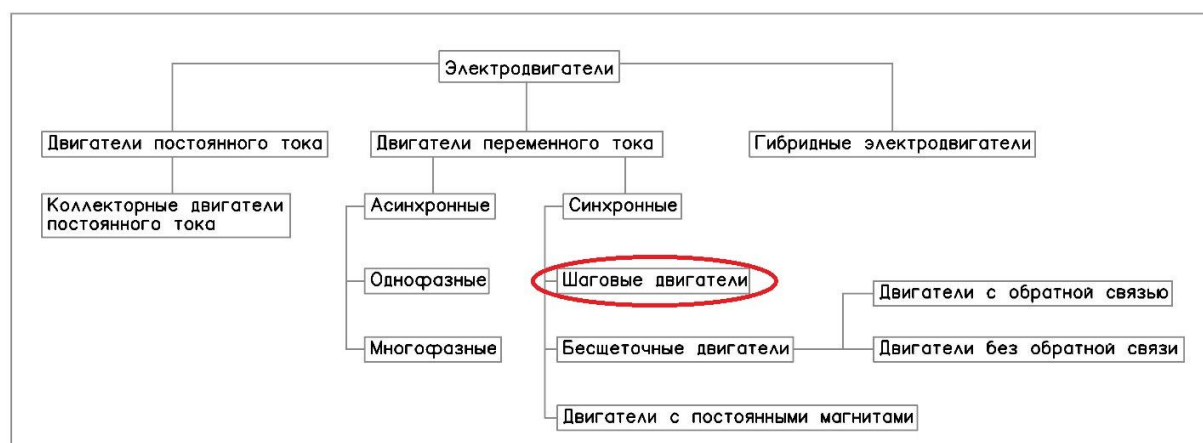 Электродвигатели
Двигатели постоянного тока
Двигатели переменного тока
Гибридные электродвигатели
Коллекторные двигатели
постоянного тока
Асинхронные
Синхронные
Однофазные
Шаговые двигатели
Двигатели с обратной связью
Многофазные
Бесщеточные двигатели
Двигатели без обратной связи
Двигатели с постоянными магнитами